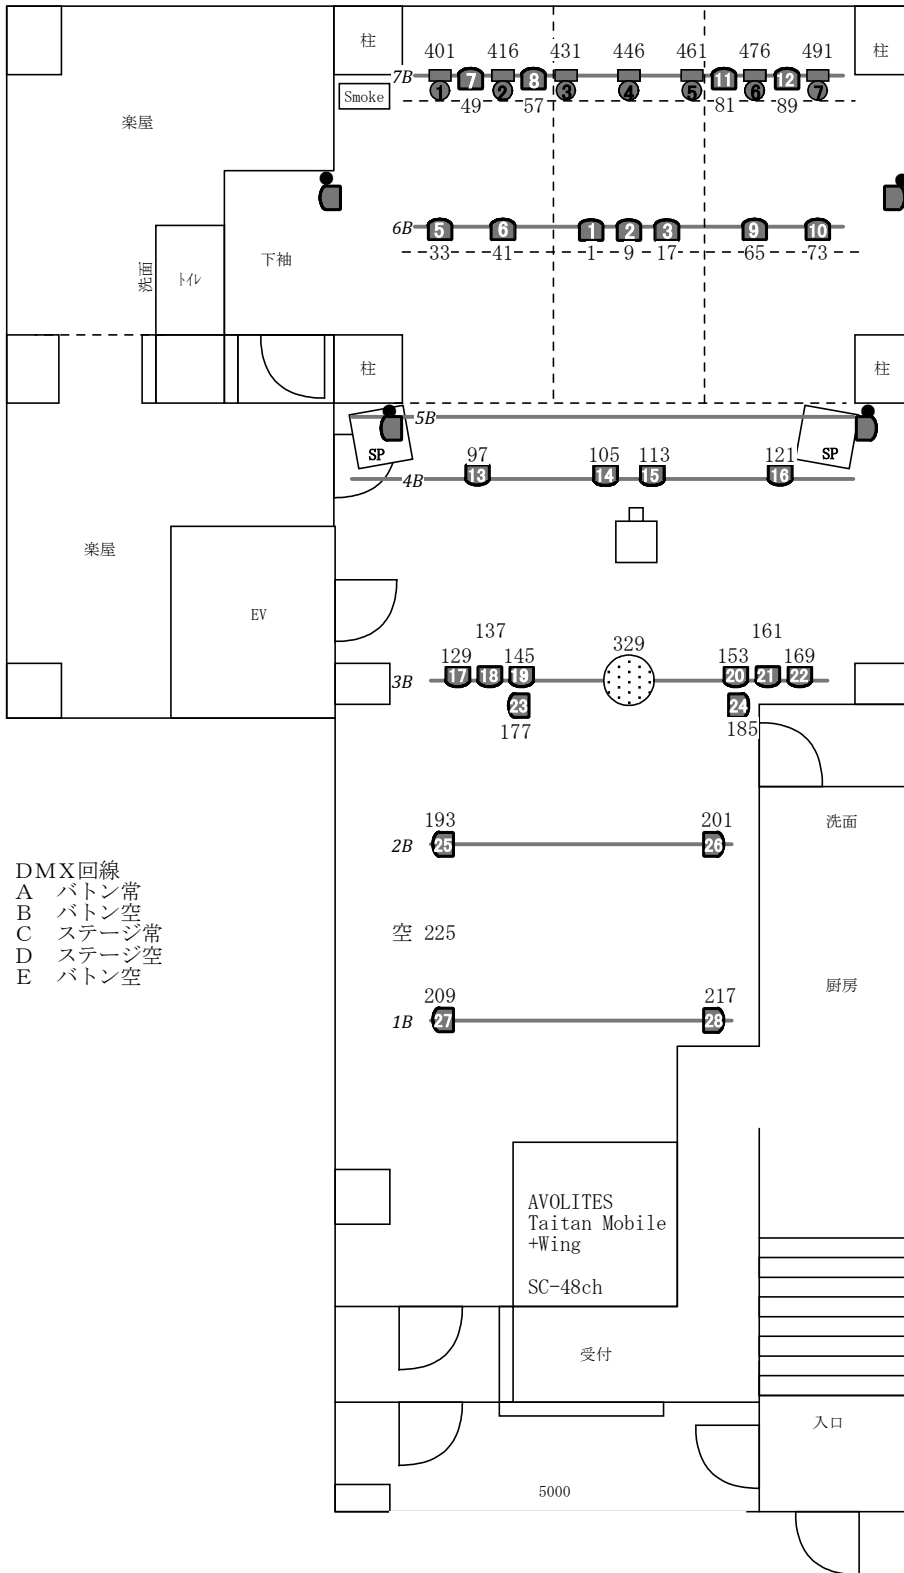 柱
401 416 431 446 461 476 491
柱
7B
7 8 11 12
1 2 3 4 5 6 7
Smoke
49 57 81 89
楽屋
6B
5 6 1 2 3 9 10
33 41 1 9 17 65 73
下袖
洗面
トイレ
柱
柱
5B
SP
SP
97 105 113 121
13 14 15 16
4B
楽屋
EV
137 329 161
129 145 153 169
3B
17 18 19 20 21 22
23 24
177 185
193 201
洗面
2B
25 26
DMX回線
A バトン常
B バトン空
C ステージ常
D ステージ空
E バトン空
空 225
厨房
209 217
1B
27 28
AVOLITES
Taitan Mobile
+Wing
SC-48ch
受付
入口
5000